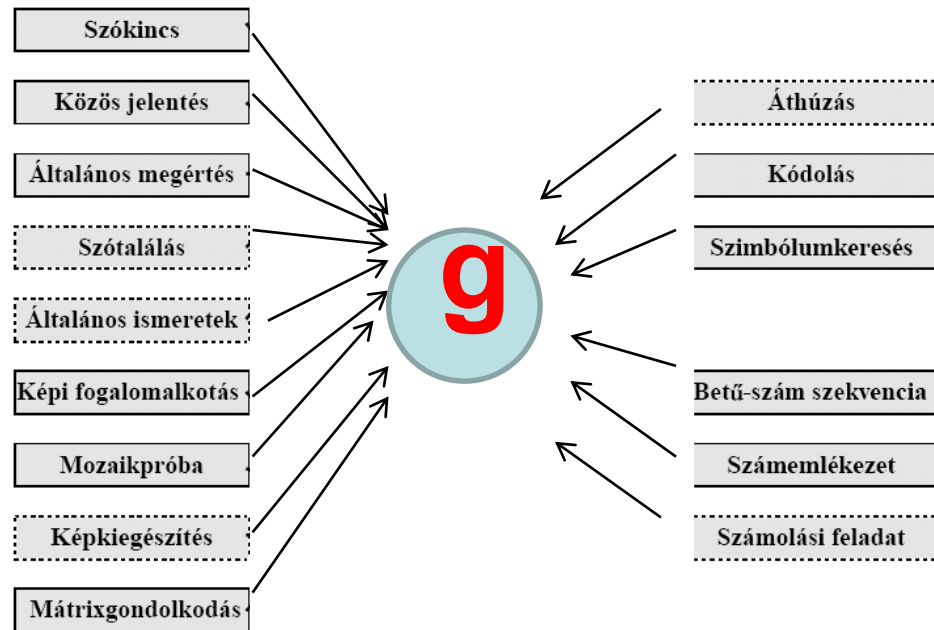 Szókincs
Közös jelentés
Általános megértés
Szótalálás
Általános ismeretek
Képi fogalomalkotás
Mozaikpróba
Képkiegészítés
Mátrixgondolkodás
g
Áthúzás
Kódolás
Szimbólumkeresés
Betű-szám szekvencia
Számemlékezet
Számolási feladat